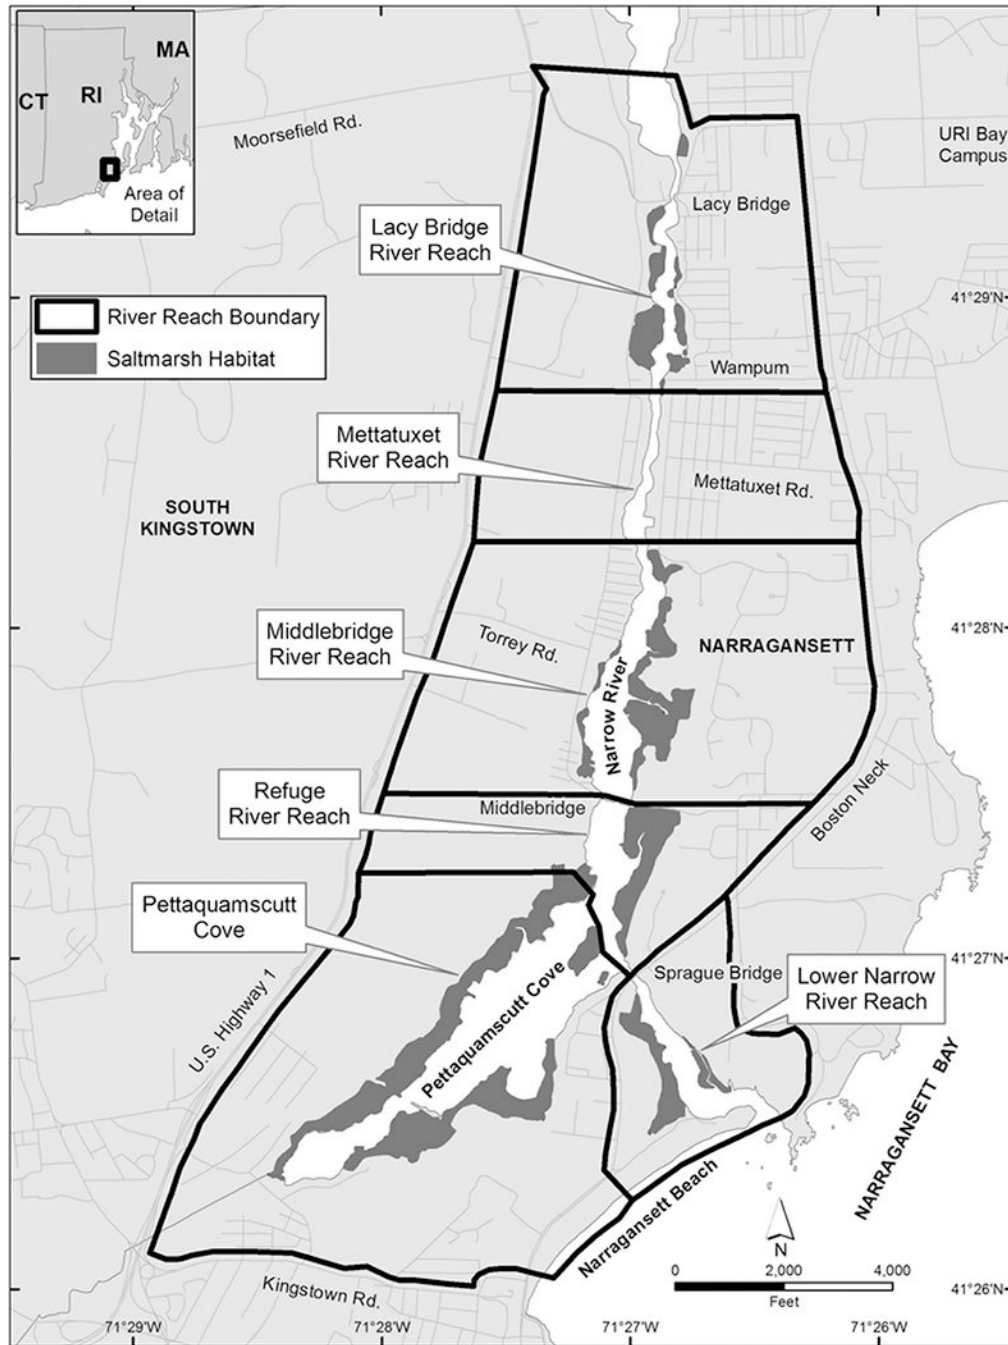 MA
CT
RI
Area of
Detail
Moorsefield Rd.
URI Bay
Campus
Lacy Bridge
Lacy Bridge
River Reach
41°29'N
River Reach Boundary
Saltmarsh Habitat
Wampum
Mettatuxet
River Reach
Mettatuxet Rd.
SOUTH
KINGSTOWN
41°28'N
Middlebridge
River Reach
Torrey Rd.
NARRAGANSETT
Narrow River
Refuge
River Reach
Middlebridge
Boston Neck
Pettaquamscutt
Cove
41°27'N
Sprague Bridge
Lower Narrow
River Reach
U.S. Highway 1
Pettaquamscutt Cove
NARRAGANSETT BAY
Narragansett Beach
N
0 2,000 4,000
Feet
Kingstown Rd.
41°26'N
71°29'W 71°28'W 71°27'W 71°26'W